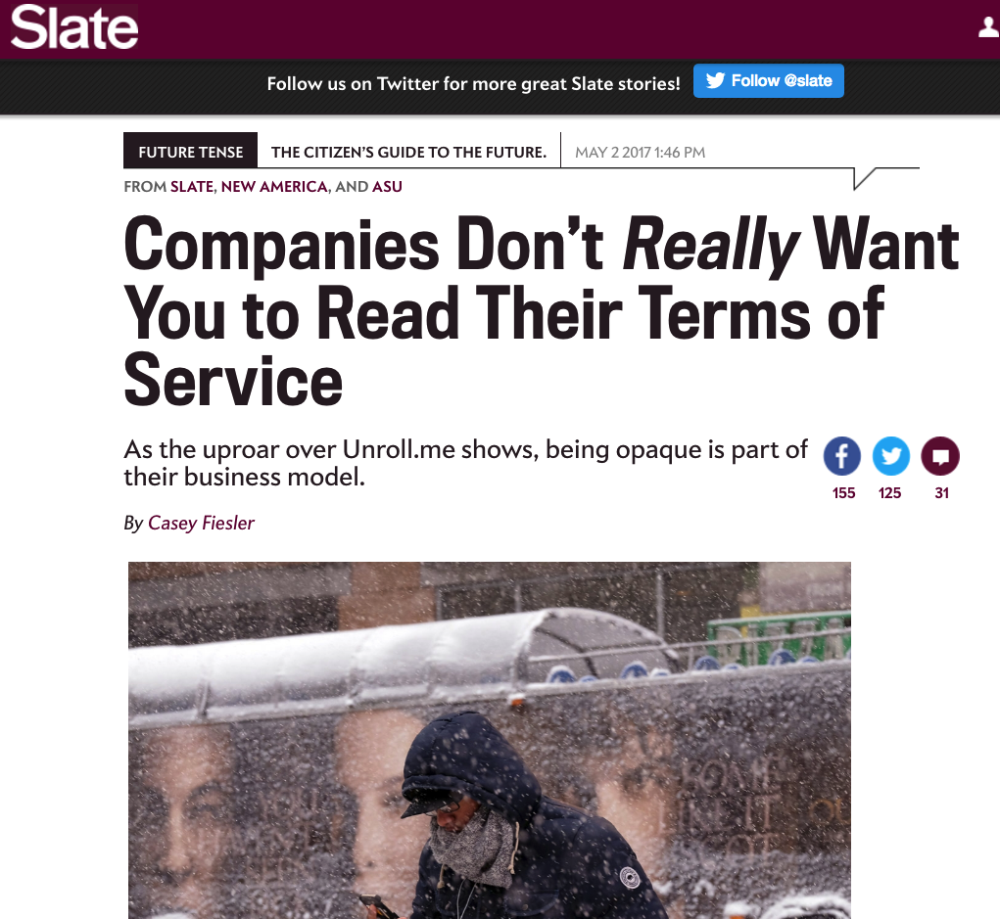 Slate
Follow us on Twitter for more great Slate stories! Follow @slate
FUTURE TENSE THE CITIZEN'S GUIDE TO THE FUTURE. MAY 2 2017 1:46 PM
FROM SLATE, NEW AMERICA, AND ASU
Companies Don't Really Want
You to Read Their Terms of
Service
As the uproar over Unroll.me shows, being opaque is part of
their business model.
155 125 31
By Casey Fiesler